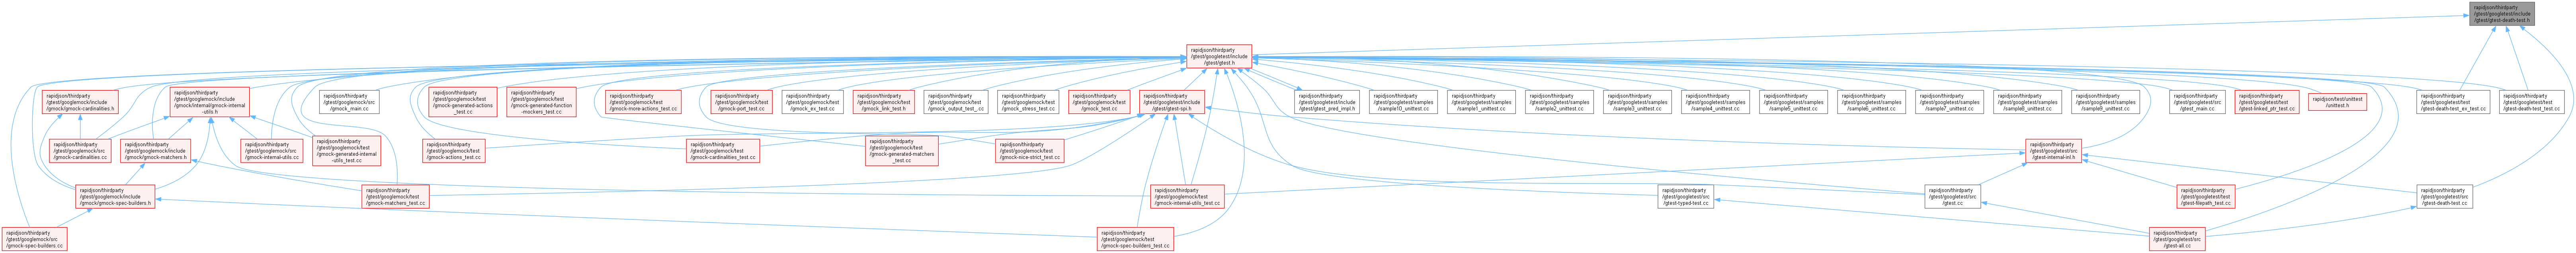 rapidjson/thirdparty
/gtest/googletest/include
/gtest/gtest-death-test.h
rapidjson/thirdparty
/gtest/googletest/include
/gtest/gtest.h
rapidjson/thirdparty
/gtest/googlemock/include
/gmock/gmock-cardinalities.h
rapidjson/thirdparty
/gtest/googlemock/include
/gmock/internal/gmock-internal
-utils.h
rapidjson/thirdparty
/gtest/googlemock/src
/gmock_main.cc
rapidjson/thirdparty
/gtest/googlemock/test
/gmock-generated-actions
_test.cc
rapidjson/thirdparty
/gtest/googlemock/test
/gmock-generated-function
-mockers_test.cc
rapidjson/thirdparty
/gtest/googlemock/test
/gmock-more-actions_test.cc
rapidjson/thirdparty
/gtest/googlemock/test
/gmock-port_test.cc
rapidjson/thirdparty
/gtest/googlemock/test
/gmock_ex_test.cc
rapidjson/thirdparty
/gtest/googlemock/test
/gmock_link_test.h
rapidjson/thirdparty
/gtest/googlemock/test
/gmock_output_test_.cc
rapidjson/thirdparty
/gtest/googlemock/test
/gmock_stress_test.cc
rapidjson/thirdparty
/gtest/googlemock/test
/gmock_test.cc
rapidjson/thirdparty
/gtest/googletest/include
/gtest/gtest-spi.h
rapidjson/thirdparty
/gtest/googletest/include
/gtest/gtest_pred_impl.h
rapidjson/thirdparty
/gtest/googletest/samples
/sample10_unittest.cc
rapidjson/thirdparty
/gtest/googletest/samples
/sample1_unittest.cc
rapidjson/thirdparty
/gtest/googletest/samples
/sample2_unittest.cc
rapidjson/thirdparty
/gtest/googletest/samples
/sample3_unittest.cc
rapidjson/thirdparty
/gtest/googletest/samples
/sample4_unittest.cc
rapidjson/thirdparty
/gtest/googletest/samples
/sample5_unittest.cc
rapidjson/thirdparty
/gtest/googletest/samples
/sample6_unittest.cc
rapidjson/thirdparty
/gtest/googletest/samples
/sample7_unittest.cc
rapidjson/thirdparty
/gtest/googletest/samples
/sample8_unittest.cc
rapidjson/thirdparty
/gtest/googletest/samples
/sample9_unittest.cc
rapidjson/thirdparty
/gtest/googletest/src
/gtest_main.cc
rapidjson/thirdparty
/gtest/googletest/test
/gtest-linked_ptr_test.cc
rapidjson/test/unittest
/unittest.h
rapidjson/thirdparty
/gtest/googletest/test
/gtest-death-test_ex_test.cc
rapidjson/thirdparty
/gtest/googletest/test
/gtest-death-test_test.cc
rapidjson/thirdparty
/gtest/googlemock/src
/gmock-cardinalities.cc
rapidjson/thirdparty
/gtest/googlemock/include
/gmock/gmock-matchers.h
rapidjson/thirdparty
/gtest/googlemock/src
/gmock-internal-utils.cc
rapidjson/thirdparty
/gtest/googlemock/test
/gmock-generated-internal
-utils_test.cc
rapidjson/thirdparty
/gtest/googlemock/test
/gmock-actions_test.cc
rapidjson/thirdparty
/gtest/googlemock/test
/gmock-cardinalities_test.cc
rapidjson/thirdparty
/gtest/googlemock/test
/gmock-generated-matchers
_test.cc
rapidjson/thirdparty
/gtest/googlemock/test
/gmock-nice-strict_test.cc
rapidjson/thirdparty
/gtest/googletest/src
/gtest-internal-inl.h
rapidjson/thirdparty
/gtest/googlemock/include
/gmock/gmock-spec-builders.h
rapidjson/thirdparty
/gtest/googlemock/test
/gmock-matchers_test.cc
rapidjson/thirdparty
/gtest/googlemock/test
/gmock-internal-utils_test.cc
rapidjson/thirdparty
/gtest/googletest/src
/gtest-typed-test.cc
rapidjson/thirdparty
/gtest/googletest/src
/gtest.cc
rapidjson/thirdparty
/gtest/googletest/test
/gtest-filepath_test.cc
rapidjson/thirdparty
/gtest/googletest/src
/gtest-death-test.cc
rapidjson/thirdparty
/gtest/googlemock/src
/gmock-spec-builders.cc
rapidjson/thirdparty
/gtest/googlemock/test
/gmock-spec-builders_test.cc
rapidjson/thirdparty
/gtest/googletest/src
/gtest-all.cc